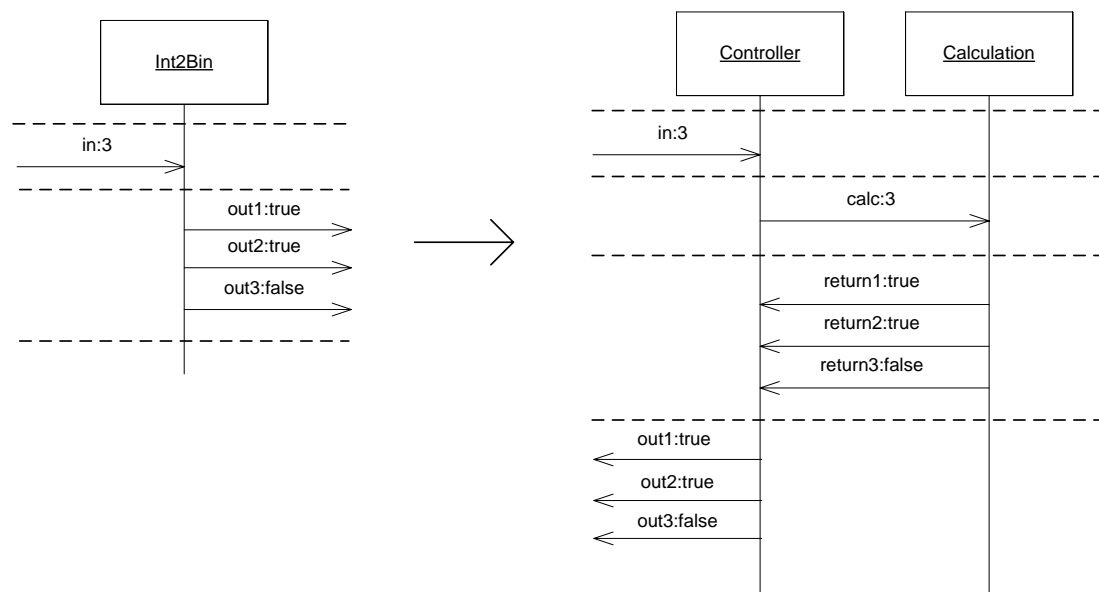 Int2Bin
in:3
out1:true
out2:true
out3:false
Controller
Calculation
in:3
calc:3
return1:true
return2:true
return3:false
out1:true
out2:true
out3:false